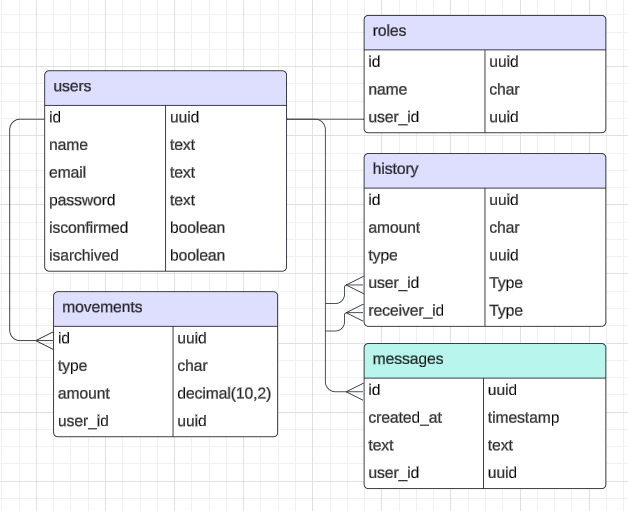 users
id uuid
name text
email text
password text
isconfirmed boolean
isarchived boolean
movements
id uuid
type char
amount decimal(10,2)
user_id uuid
roles
id uuid
name char
user_id uuid
history
id uuid
amount char
type uuid
user_id Type
receiver_id Type
messages
id uuid
created_at timestamp
text text
user_id uuid